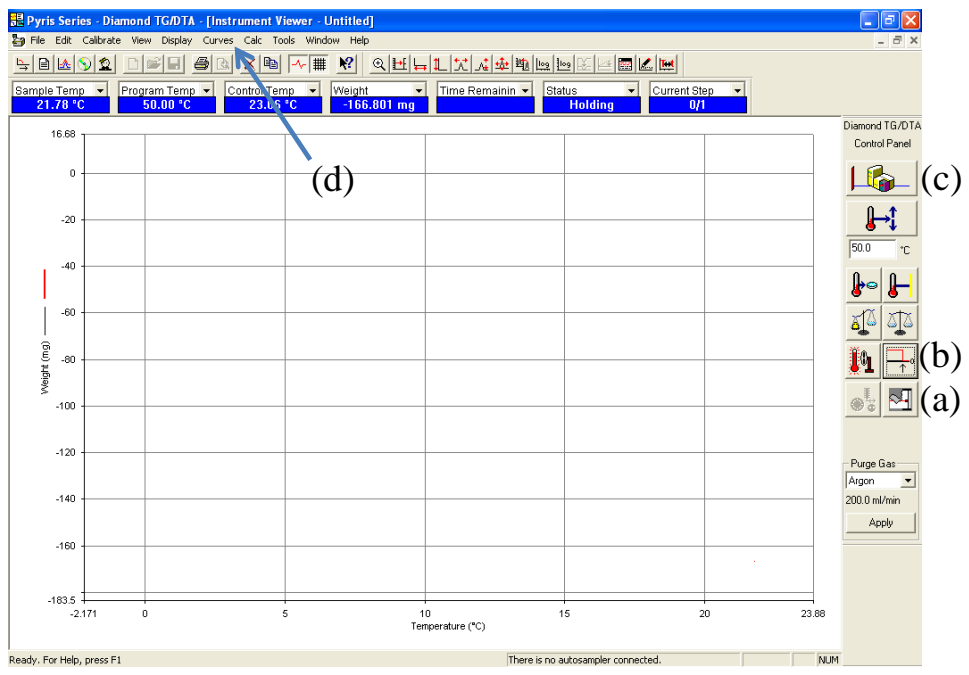 Pyris Series - Diamond TG/DTA - [Instrument Viewer - Untitled]
File Edit Calibrate View Display Curves Calc Tools Window Help
Sample Temp Program Temp Control Temp Weight Time Remainin Status Current Step
21.78 °C 50.00 °C -166.801 mg Holding 0/1
Diamond TG/DTA
Control Panel
(d)
(c)
50.0 °C
(b)
(a)
Purge Gas
Argon
200.0 ml/min
Apply
16.68
0
-20
-40
-60
-80
-100
-120
-140
-160
-183.5
Weight (mg)
-2.171 0 5 10 15 20 23.88
Temperature (°C)
Ready. For Help, press F1 There is no autosampler connected. NUM